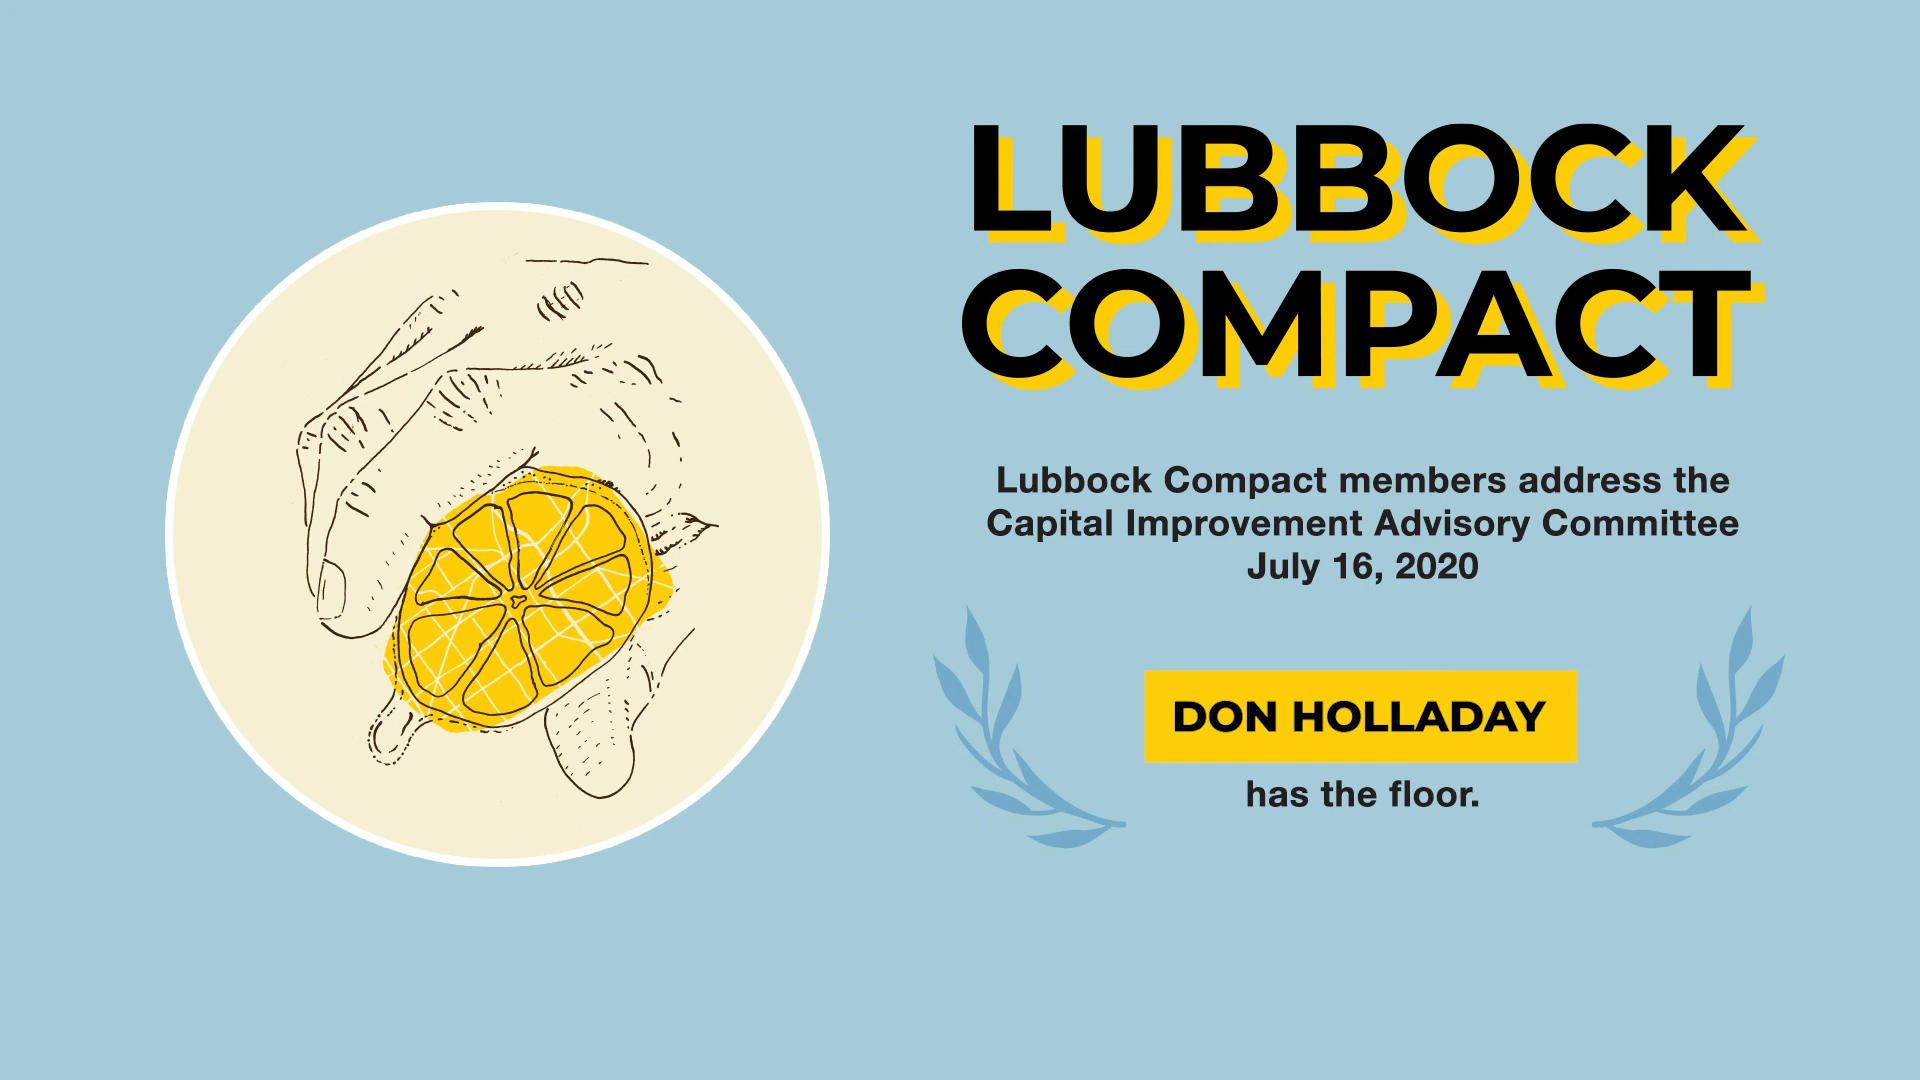 LUBBOCK
COMPACT
Lubbock Compact members address the
Capital Improvement Advisory Committee
July 16, 2020
DON HOLLADAY
has the floor.